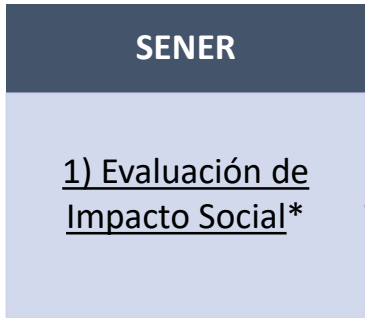 SENER
1) Evaluación de
Impacto Social*